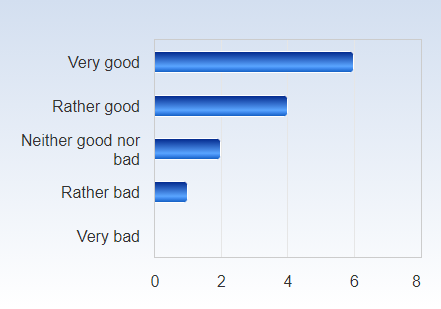 Very good
Rather good
Neither good nor
bad
Rather bad
Very bad
0 2 4 6 8